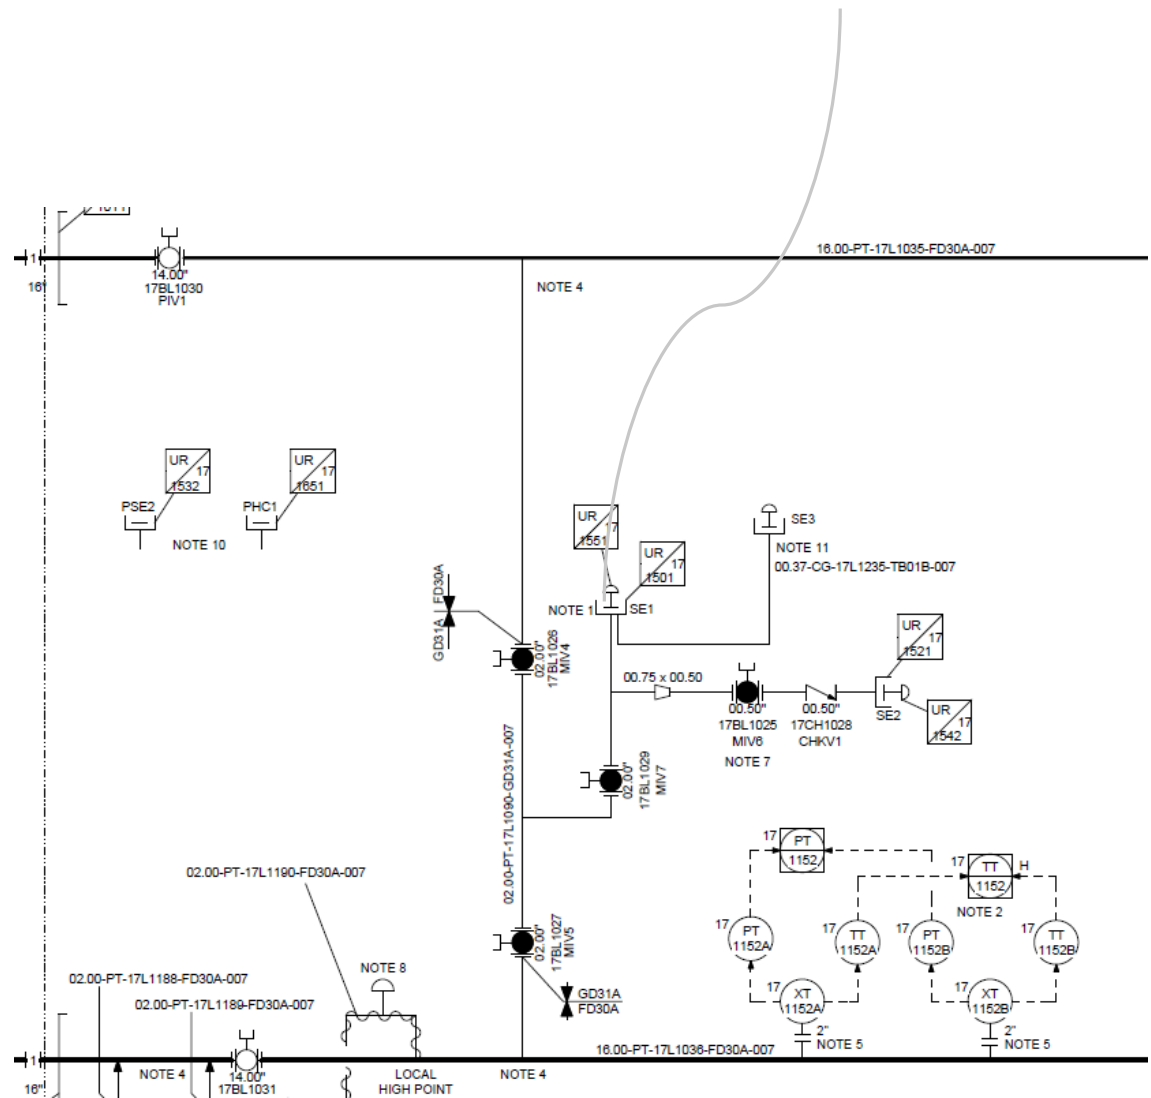 1
16"
14.00"
17BL1030
PIV1
16.00-PT-17L1035-FD30A-007
NOTE 4
UR
17
1532
PSE2
UR
17
1651
PHC1
NOTE 10
UR
17
1551
UR
17
1501
NOTE 1
SE1
SE3
NOTE 11
00.37-CG-17L1235-TB01B-007
GD31A
FD30A
02.00"
17BL1026
MIV4
00.75 x 00.50
00.50"
17BL1025
MIV6
NOTE 7
00.50"
17CH1028
CHKV1
UR
17
1521
SE2
UR
17
1542
02.00"
17BL1029
MIV7
02.00-PT-17L1090-GD31A-007
02.00"
17BL1027
MIV5
GD31A
FD30A
17
PT
1152
17
TT
1152
H
NOTE 2
17
PT
1152A
17
TT
1152A
17
PT
1152B
17
TT
1152B
17
XT
1152A
2"
NOTE 5
17
XT
1152B
2"
NOTE 5
02.00-PT-17L1190-FD30A-007
NOTE 8
02.00-PT-17L1188-FD30A-007
02.00-PT-17L1189-FD30A-007
16.00-PT-17L1036-FD30A-007
1
16"
NOTE 4
14.00"
17BL1031
LOCAL
HIGH POINT
NOTE 4